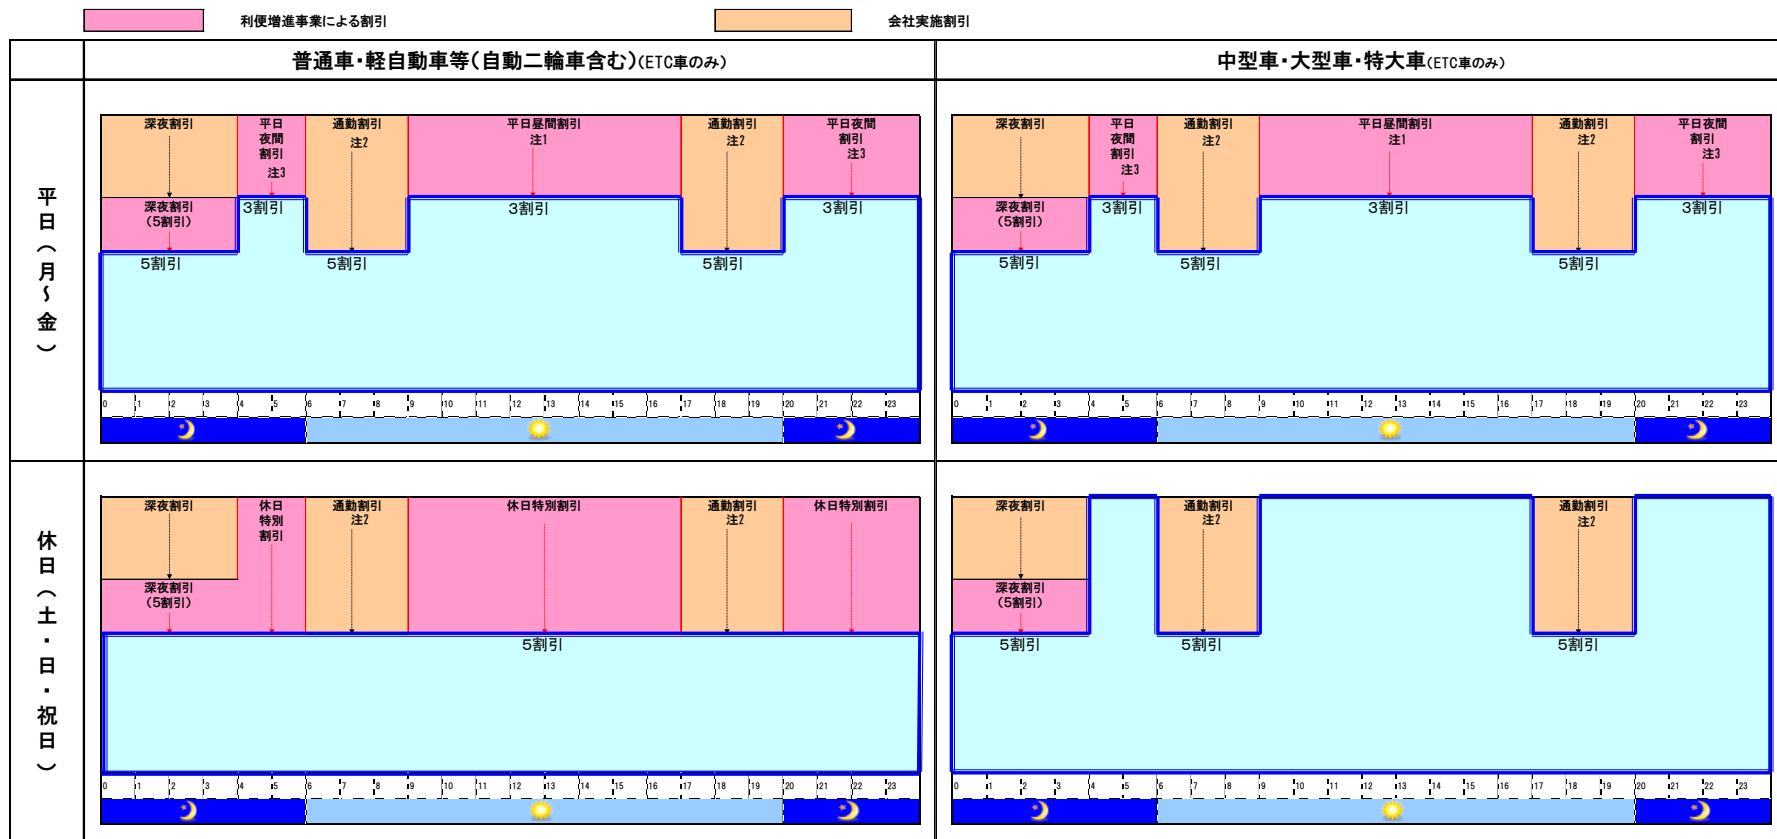 利便増進事業による割引
会社実施割引
普通車・軽自動車等(自動二輪車含む)(ETC車のみ)
中型車・大型車・特大車(ETC車のみ)
平日(月~金)
深夜割引
平日
夜間
割引
注3
通勤割引
注2
平日昼間割引
注1
通勤割引
注2
平日夜間
割引
注3
深夜割引
(5割引)
3割引
3割引
3割引
5割引
5割引
5割引
0 1 2 3 4 5 6 7 8 9 10 11 12 13 14 15 16 17 18 19 20 21 22 23
深夜割引
平日
夜間
割引
注3
通勤割引
注2
平日昼間割引
注1
通勤割引
注2
平日夜間
割引
注3
深夜割引
(5割引)
3割引
3割引
3割引
5割引
5割引
5割引
0 1 2 3 4 5 6 7 8 9 10 11 12 13 14 15 16 17 18 19 20 21 22 23
休日(土・日・祝日)
深夜割引
休日
特別
割引
通勤割引
注2
休日特別割引
通勤割引
注2
休日特別割引
深夜割引
(5割引)
5割引
0 1 2 3 4 5 6 7 8 9 10 11 12 13 14 15 16 17 18 19 20 21 22 23
深夜割引
通勤割引
注2
通勤割引
注2
深夜割引
(5割引)
5割引
5割引
5割引
0 1 2 3 4 5 6 7 8 9 10 11 12 13 14 15 16 17 18 19 20 21 22 23